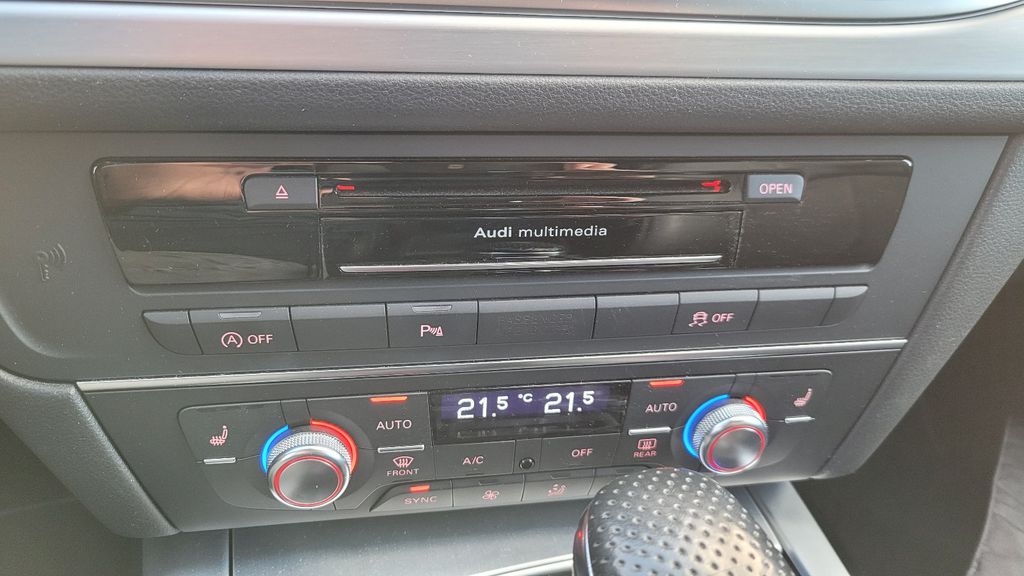 OPEN
Audi multimedia
OFF
P
OFF
21.5 °C 21.5
AUTO
AUTO
FRONT
A/C
OFF
REAR
SYNC